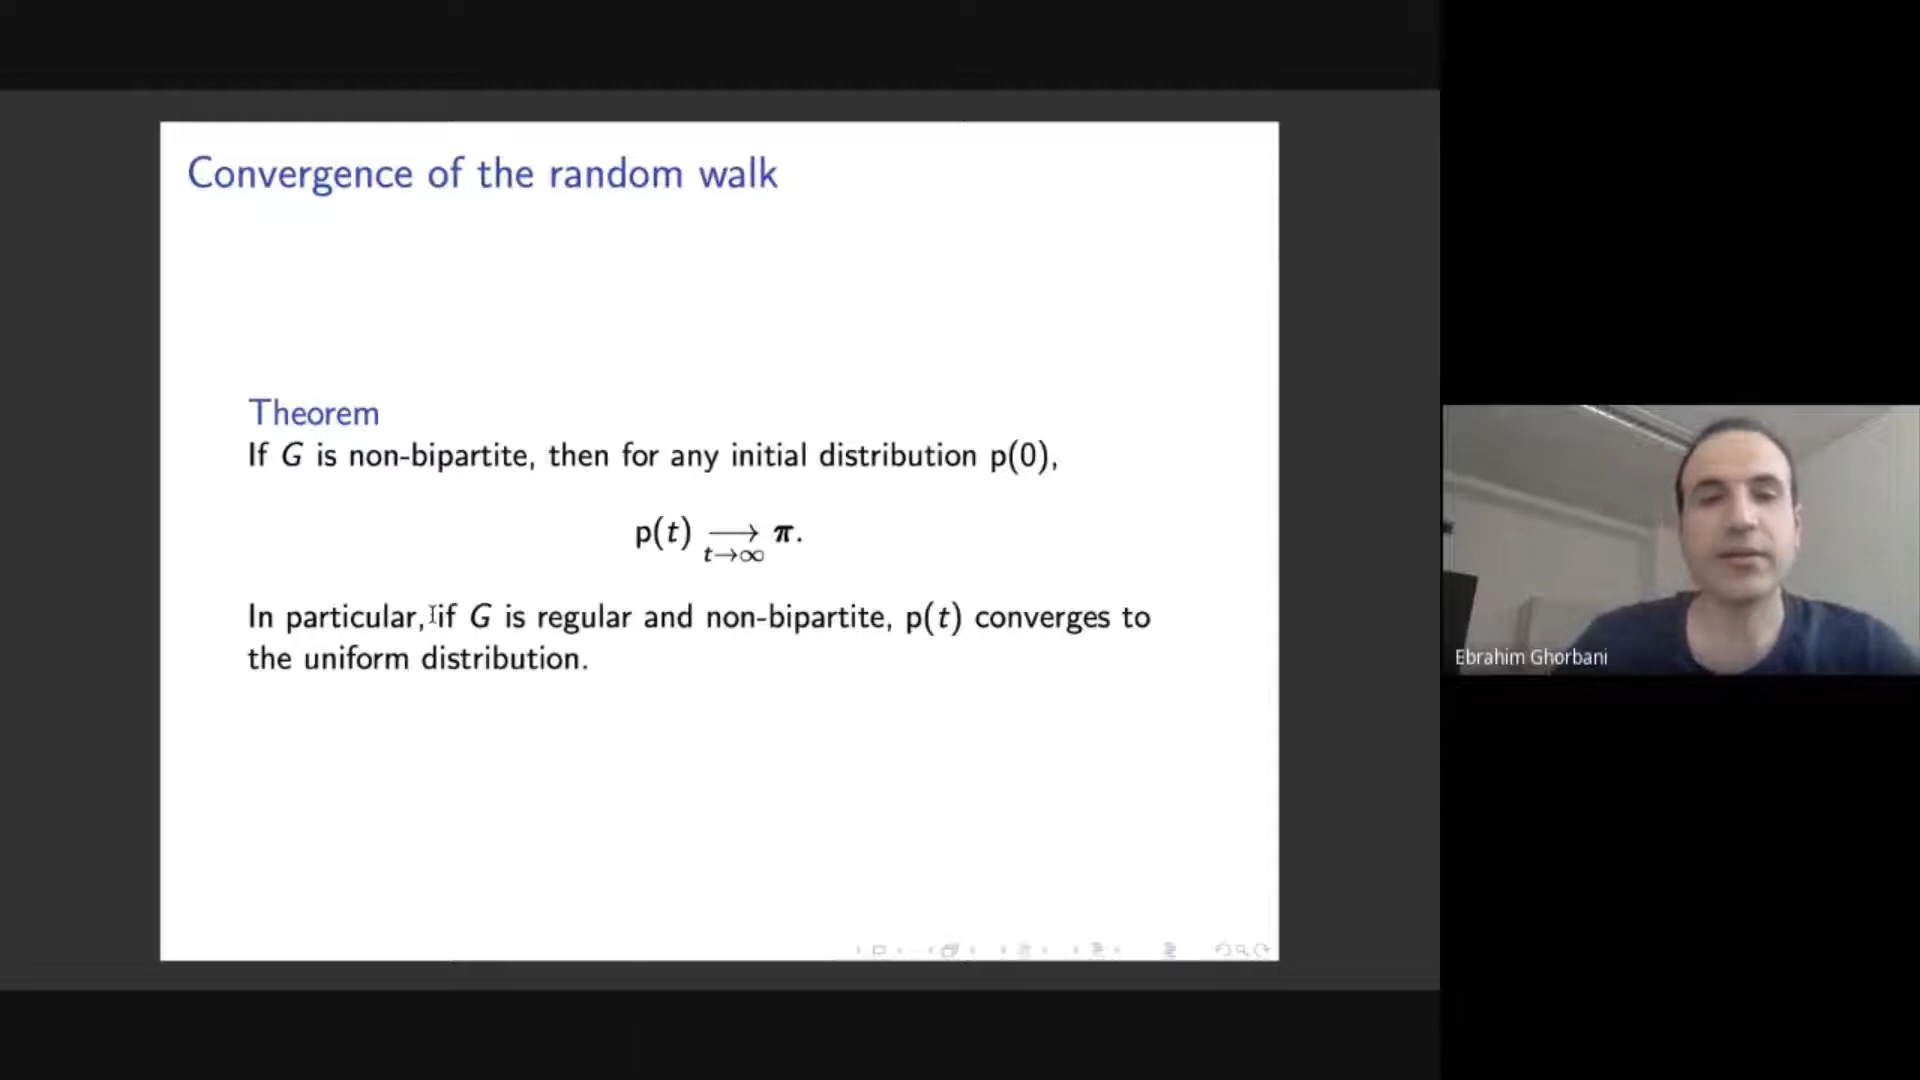 Convergence of the random walk
Theorem
If G is non-bipartite, then for any initial distribution p(0),
p(t) ⟶ π.
t→∞
In particular, if G is regular and non-bipartite, p(t) converges to
the uniform distribution.
Ebrahim Ghorbani